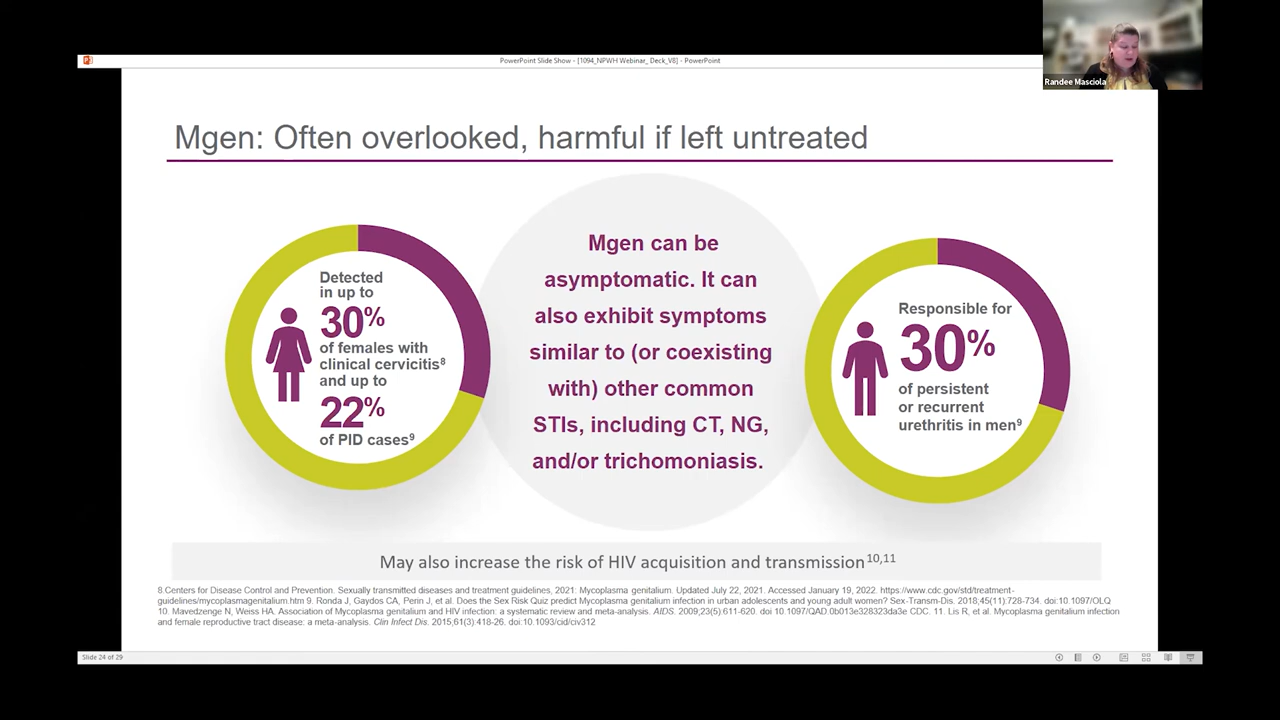 PowerPoint Slide Show - [1094_NPWH Webinar_ Deck_V8] - PowerPoint
Randee Masciola
Mgen: Often overlooked, harmful if left untreated
Detected
in up to
30%
of females with
clinical cervicitis8
and up to
22%
of PID cases9
Mgen can be
asymptomatic. It can
also exhibit symptoms
similar to (or coexisting
with) other common
STIs, including CT, NG,
and/or trichomoniasis.
Responsible for
30%
of persistent
or recurrent
urethritis in men9
May also increase the risk of HIV acquisition and transmission10,11
8.Centers for Disease Control and Prevention. Sexually transmitted diseases and treatment guidelines, 2021: Mycoplasma genitalium. Updated July 22, 2021. Accessed January 19, 2022. https://www.cdc.gov/std/treatment-
guidelines/mycoplasmagenitalium.htm 9. Ronda J, Gaydos CA, Perin J, et al. Does the Sex Risk Quiz predict Mycoplasma genitalium infection in urban adolescents and young adult women? Sex-Transm-Dis. 2018;45(11):728-734. doi:10.1097/OLQ
10. Mavedzenge N, Weiss HA. Association of Mycoplasma genitalium and HIV infection: a systematic review and meta-analysis. AIDS. 2009;23(5):611-620. doi 10.1097/QAD.0b013e328323da3e CDC. 11. Lis R, et al. Mycoplasma genitalium infection
and female reproductive tract disease: a meta-analysis. Clin Infect Dis. 2015;61(3):418-26. doi:10.1093/cid/civ312
Slide 24 of 29